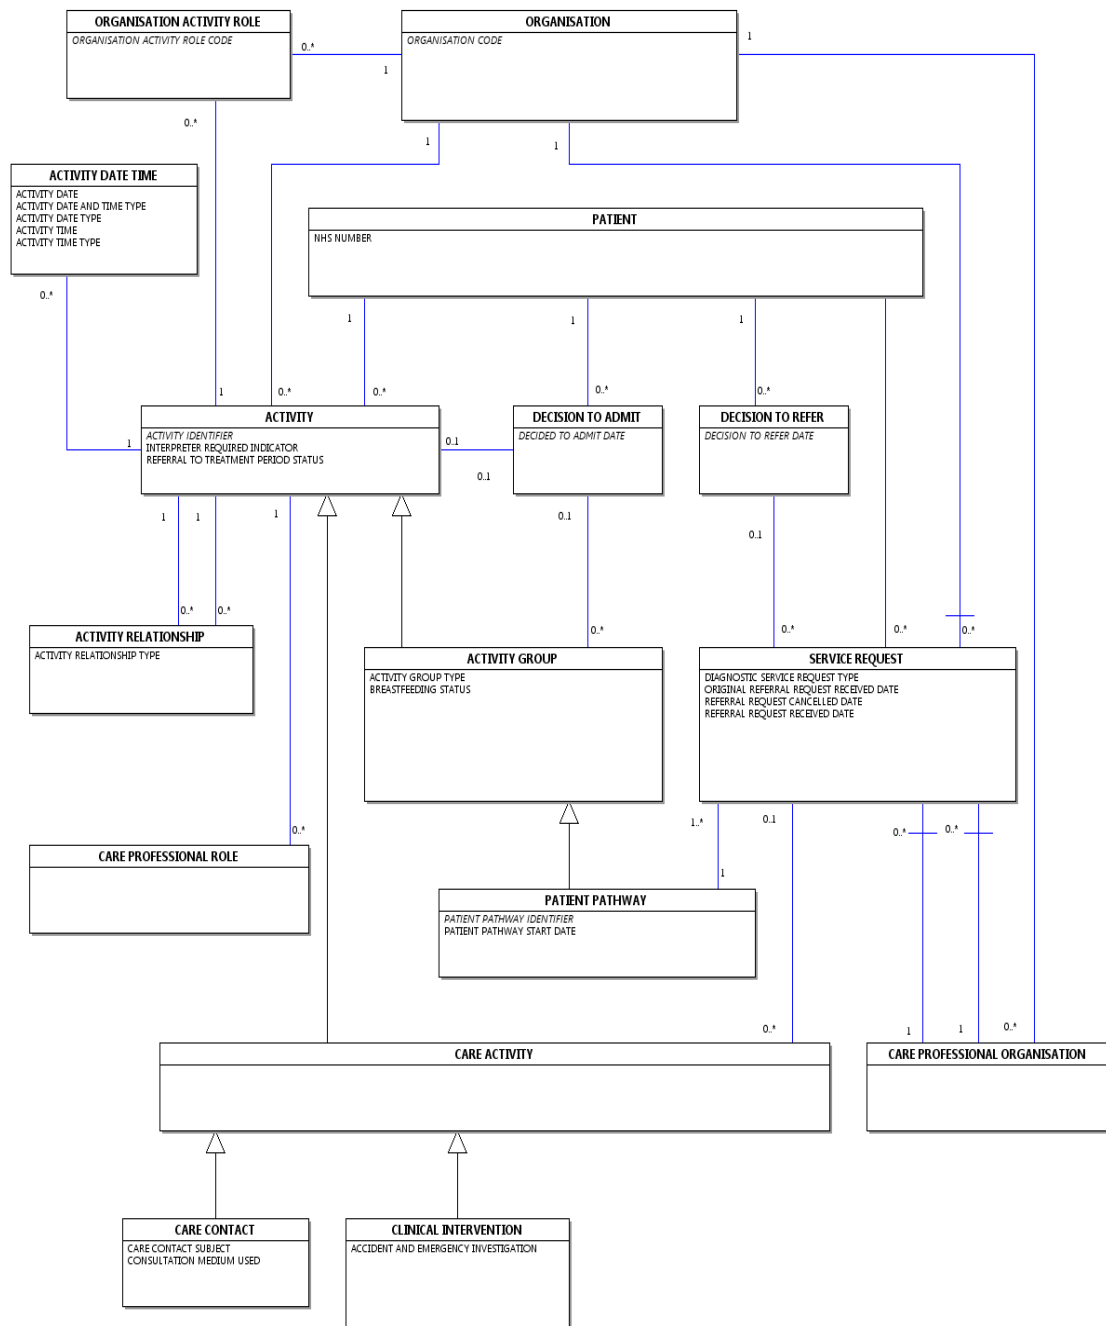 ORGANISATION ACTIVITY ROLE
ORGANISATION ACTIVITY ROLE CODE
ORGANISATION
ORGANISATION CODE
0..*
1
1
0..*
1
1
ACTIVITY DATE TIME
ACTIVITY DATE
ACTIVITY DATE AND TIME TYPE
ACTIVITY DATE TYPE
ACTIVITY TIME
ACTIVITY TIME TYPE
PATIENT
NHS NUMBER
0..*
1
1
1
1
0..*
0..*
0..*
0..*
ACTIVITY
ACTIVITY IDENTIFIER
INTERPRETER REQUIRED INDICATOR
REFERRAL TO TREATMENT PERIOD STATUS
DECISION TO ADMIT
DECIDED TO ADMIT DATE
DECISION TO REFER
DECISION TO REFER DATE
1
0..1
0..1
1
1
1
0..1
0..1
0..*
0..*
0..*
0..*
0..*
0..*
ACTIVITY RELATIONSHIP
ACTIVITY RELATIONSHIP TYPE
ACTIVITY GROUP
ACTIVITY GROUP TYPE
BREASTFEEDING STATUS
SERVICE REQUEST
DIAGNOSTIC SERVICE REQUEST TYPE
ORIGINAL REFERRAL REQUEST RECEIVED DATE
REFERRAL REQUEST CANCELLED DATE
REFERRAL REQUEST RECEIVED DATE
0..*
1..*
0..1
0..*
0..*
CARE PROFESSIONAL ROLE
1
PATIENT PATHWAY
PATIENT PATHWAY IDENTIFIER
PATIENT PATHWAY START DATE
0..*
1
1
0..*
CARE ACTIVITY
CARE PROFESSIONAL ORGANISATION
CARE CONTACT
CARE CONTACT SUBJECT
CONSULTATION MEDIUM USED
CLINICAL INTERVENTION
ACCIDENT AND EMERGENCY INVESTIGATION